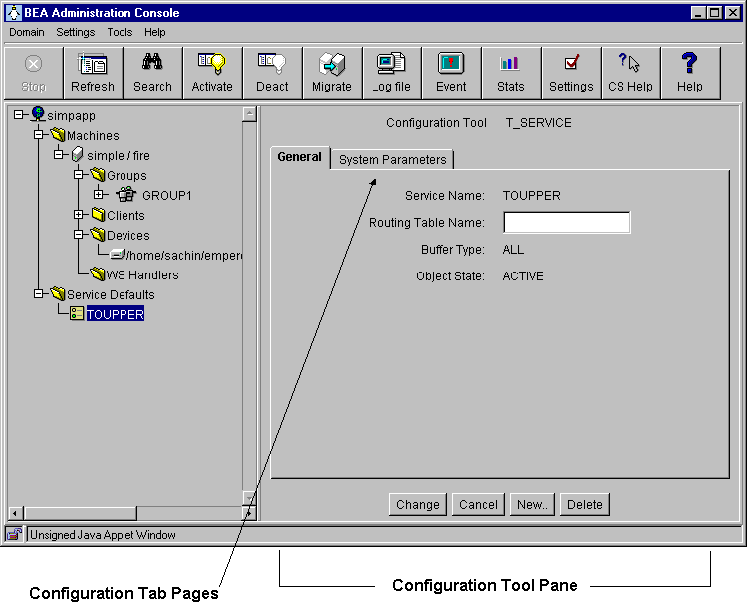 BEA Administration Console
Domain Settings Tools Help
Stop Refresh Search Activate Deact Migrate Log file Event Stats Settings CS Help Help
simpapp
Machines
simple / fire
Groups
GROUP1
Clients
Devices
/home/sachin/emper
WS Handlers
Service Defaults
TOUPPER
Configuration Tool T_SERVICE
General System Parameters
Service Name: TOUPPER
Routing Table Name:
Buffer Type: ALL
Object State: ACTIVE
Change Cancel New.. Delete
Unsigned Java Appet Window
Configuration Tab Pages
Configuration Tool Pane